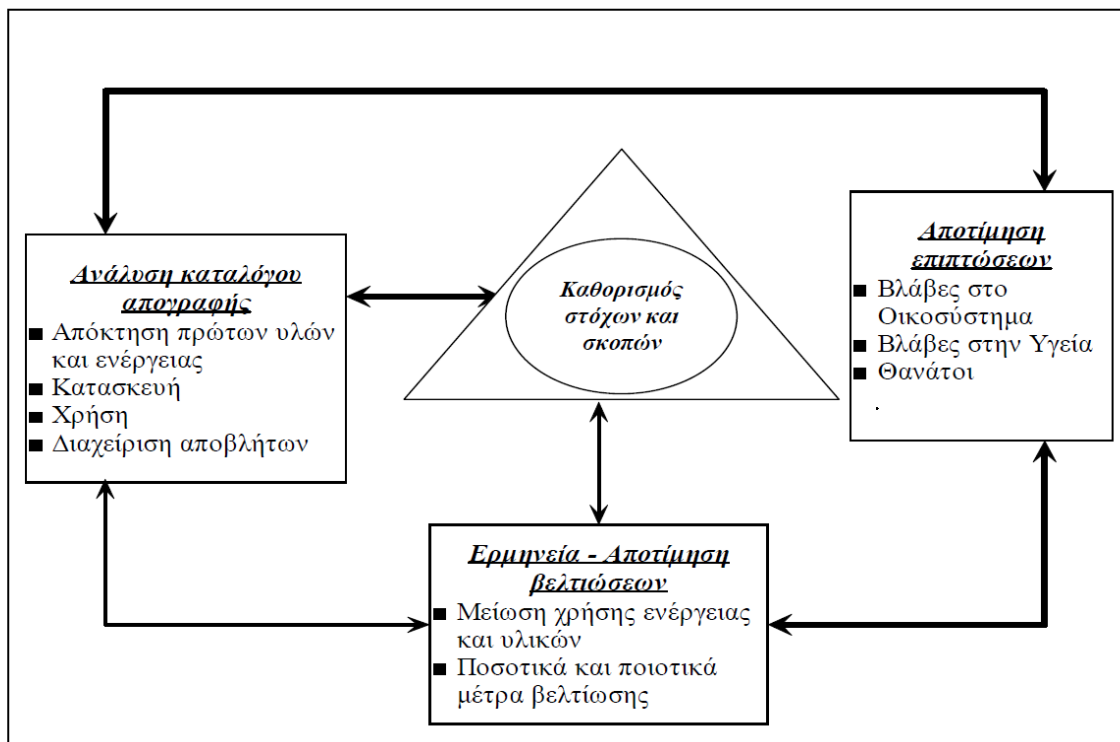 Ανάλυση καταλόγου
απογραφής
■ Απόκτηση πρώτων υλών
και ενέργειας
■ Κατασκευή
■ Χρήση
■ Διαχείριση αποβλήτων
Καθορισμός
στόχων και
σκοπών
Αποτίμηση
επιπτώσεων
■ Βλάβες στο
Οικοσύστημα
■ Βλάβες στην Υγεία
■ Θανάτοι
.
Ερμηνεία - Αποτίμηση
βελτιώσεων
■ Μείωση χρήσης ενέργειας
και υλικών
■ Ποσοτικά και ποιοτικά
μέτρα βελτίωσης